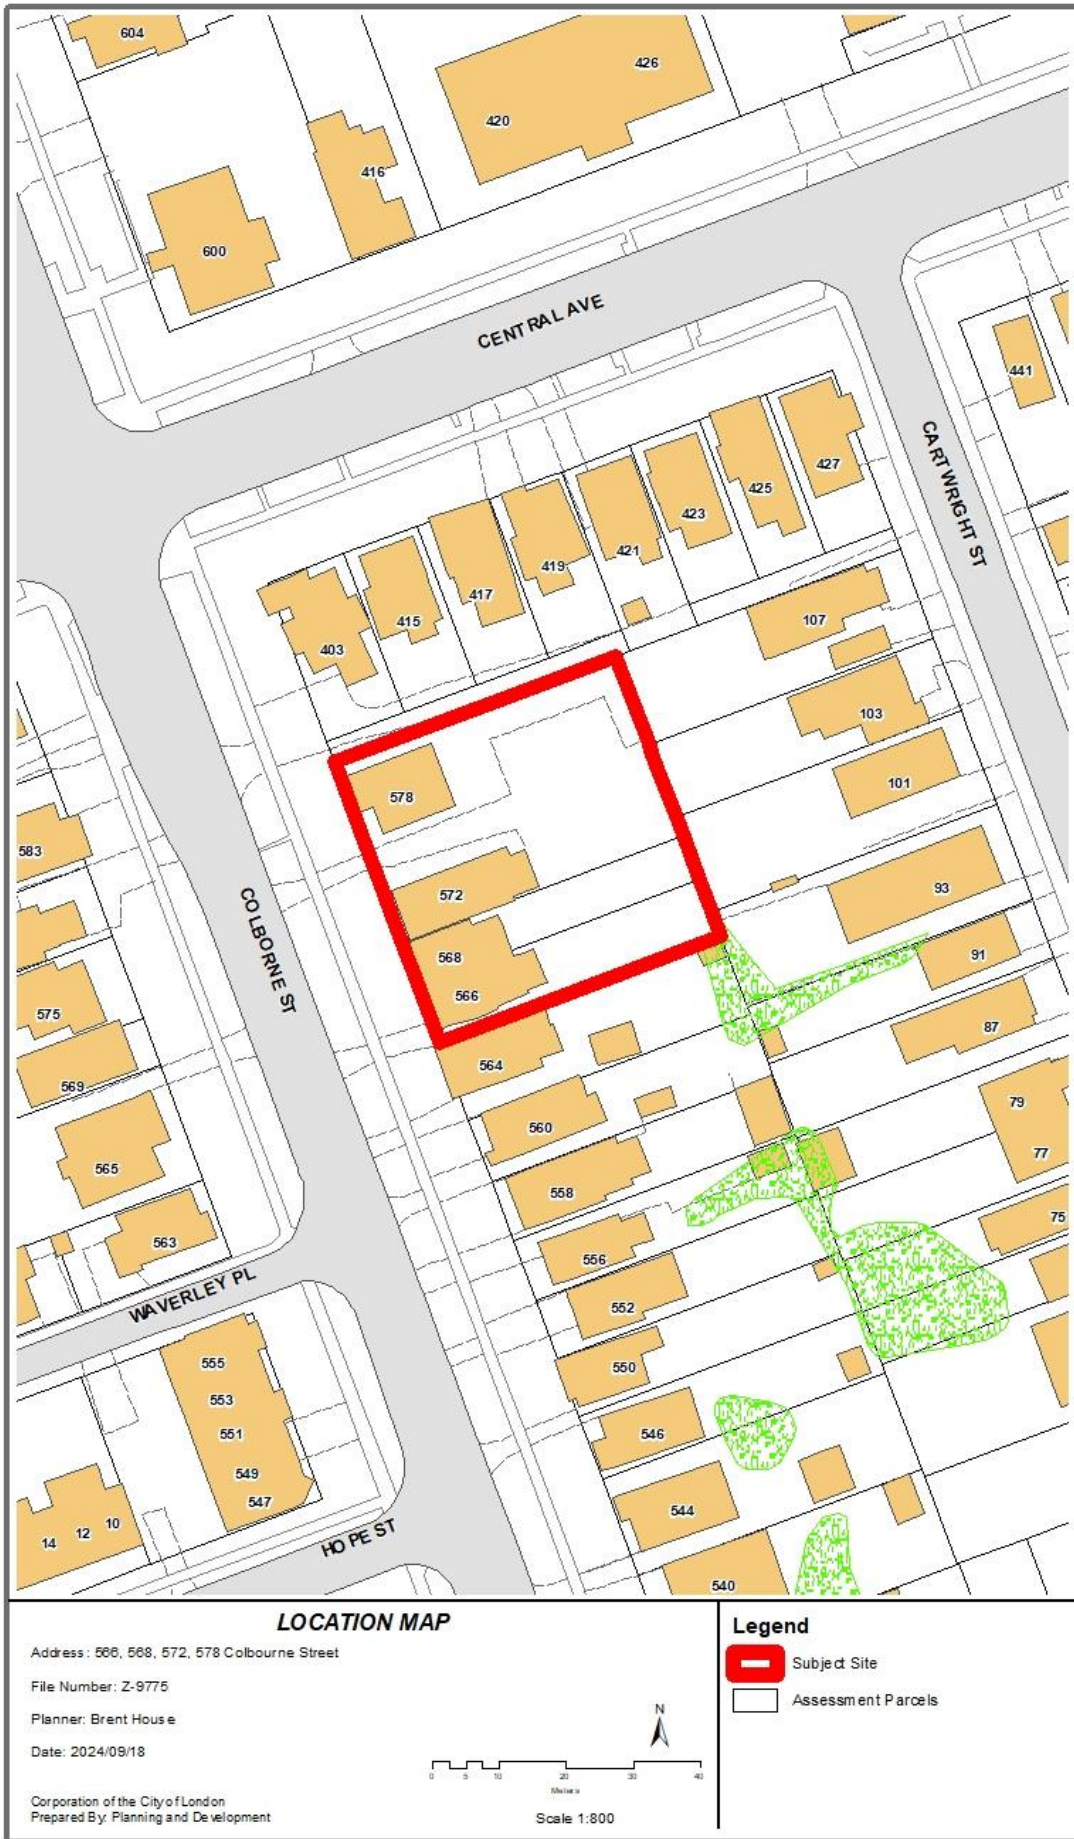 604
426
420
416
600
CENTRAL AVE
441
CARTWRIGHT ST
427
425
423
421
419
417
415
403
107
103
101
578
583
572
93
COLBORNE ST
568
91
566
575
87
564
569
79
560
77
565
558
75
563
556
WAVERLEY PL
552
555
550
553
551
546
549
547
544
10
12
14
HOPE ST
540
LOCATION MAP
Address: 566, 568, 572, 578 Colbourne Street
File Number: Z-9775
Planner: Brent House
Date: 2024/09/18
Corporation of the City of London
Prepared By: Planning and Development
N
0 5 10 20 30 40
Meters
Scale 1:800
Legend
Subject Site
Assessment Parcels